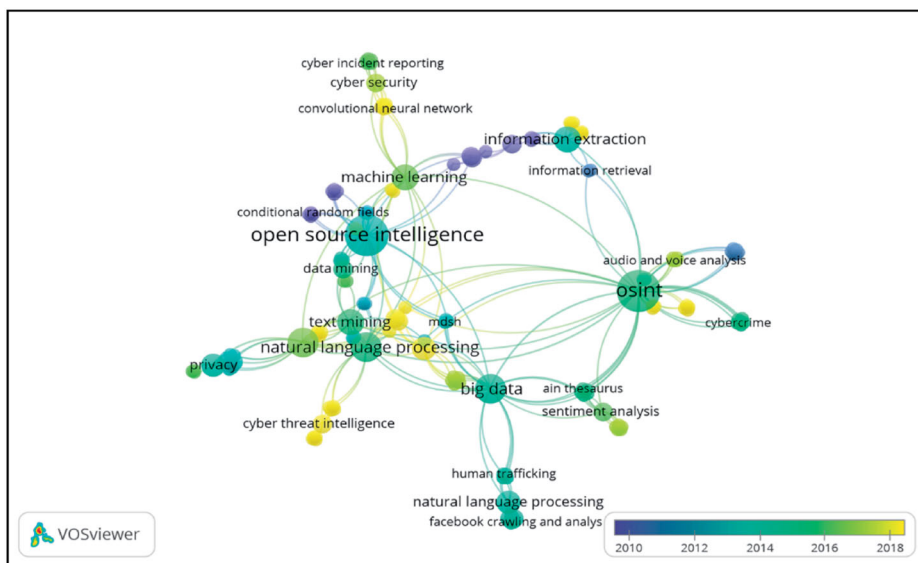 cyber incident reporting
cyber security
convolutional neural network
information extraction
machine learning
information retrieval
conditional random fields
open source intelligence
audio and voice analysis
data mining
osint
text mining
mdsh
cybercrime
natural language processing
privacy
big data
ain thesaurus
sentiment analysis
cyber threat intelligence
human trafficking
natural language processing
facebook crawling and analys
VOSviewer
2010 2012 2014 2016 2018